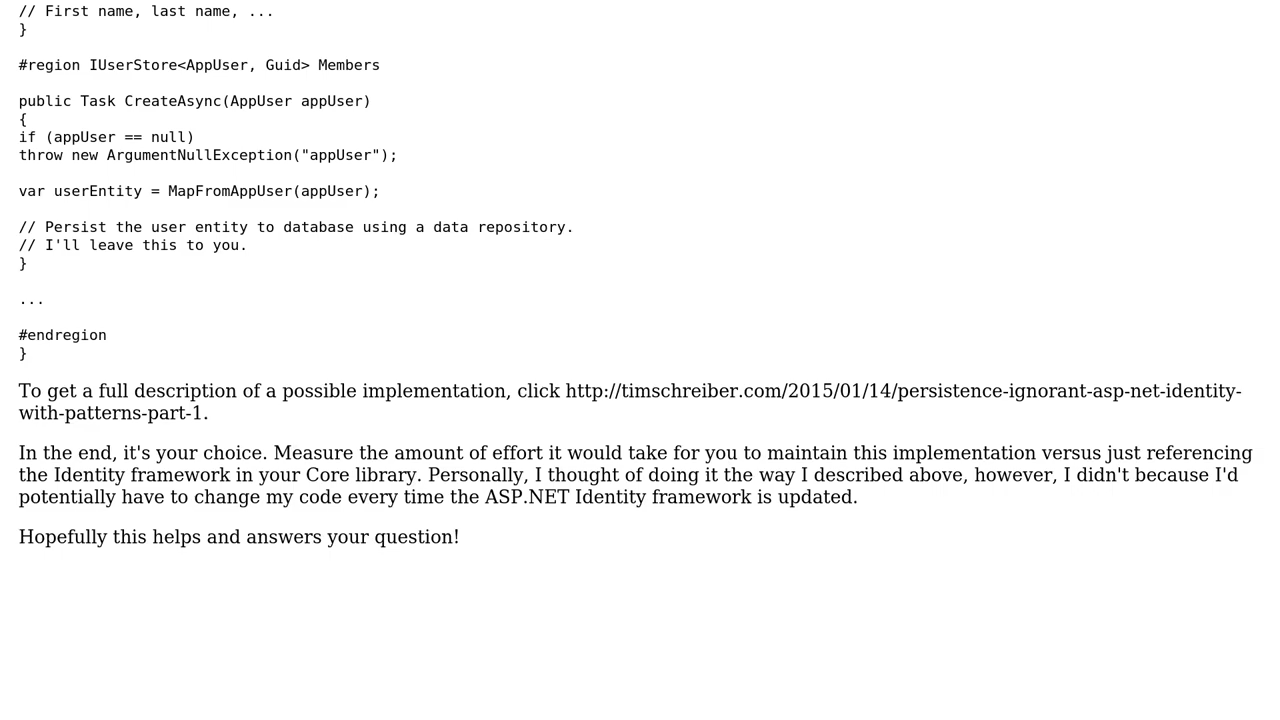 // First name, last name, ...
}
#region IUserStore<AppUser, Guid> Members
public Task CreateAsync(AppUser appUser)
{
if (appUser == null)
throw new ArgumentNullException("appUser");
var userEntity = MapFromAppUser(appUser);
// Persist the user entity to database using a data repository.
// I'll leave this to you.
}
...
#endregion
}
To get a full description of a possible implementation, click http://timschreiber.com/2015/01/14/persistence-ignorant-asp-net-identity-
with-patterns-part-1.
In the end, it's your choice. Measure the amount of effort it would take for you to maintain this implementation versus just referencing
the Identity framework in your Core library. Personally, I thought of doing it the way I described above, however, I didn't because I'd
potentially have to change my code every time the ASP.NET Identity framework is updated.
Hopefully this helps and answers your question!